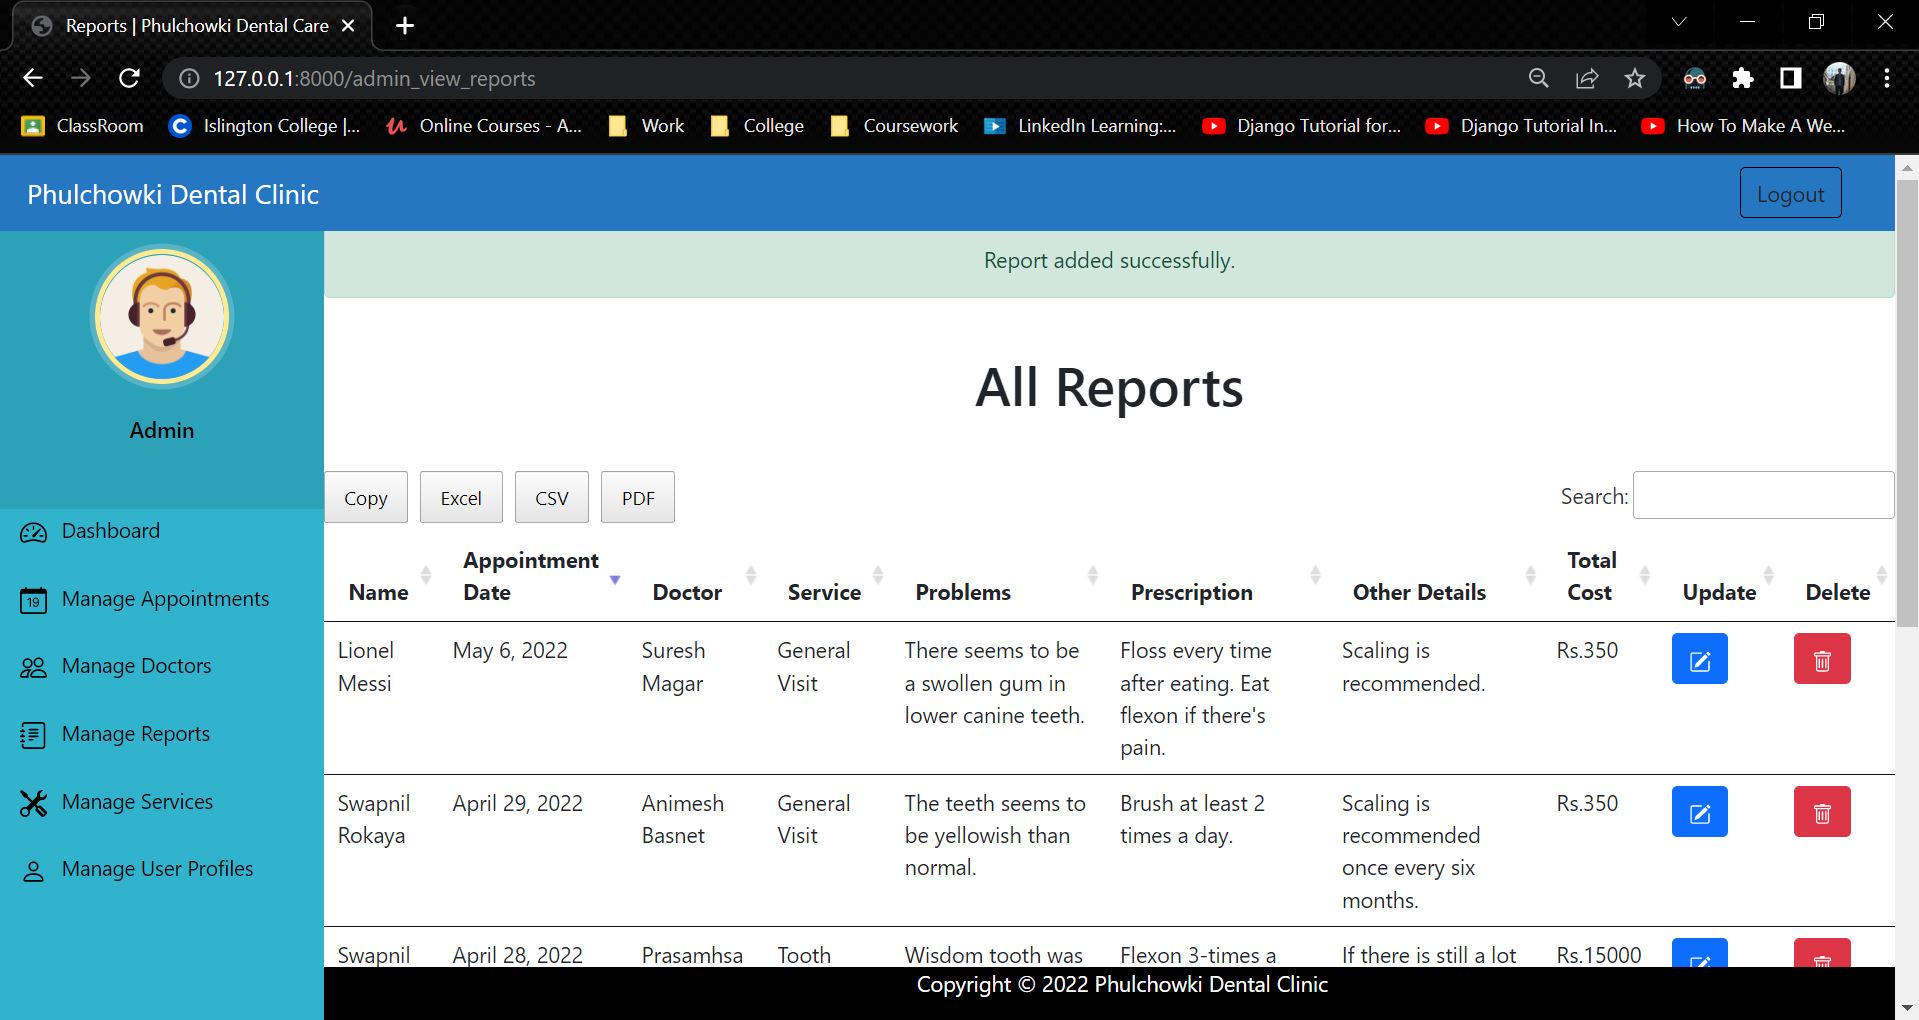 Reports | Phulchowki Dental Care
127.0.0.1:8000/admin_view_reports
ClassRoom
Islington College |...
Online Courses - A...
Work
College
Coursework
LinkedIn Learning:...
Django Tutorial for...
Django Tutorial In...
How To Make A We...
Phulchowki Dental Clinic
Logout
Admin
Dashboard
19
Manage Appointments
Manage Doctors
Manage Reports
Manage Services
Manage User Profiles
Report added successfully.
All Reports
Copy Excel CSV PDF
Search:
Name
Appointment
Date
Doctor
Service
Problems
Prescription
Other Details
Total
Cost
Update
Delete
Lionel
Messi
May 6, 2022
Suresh
Magar
General
Visit
There seems to be
a swollen gum in
lower canine teeth.
Floss every time
after eating. Eat
flexon if there's
pain.
Scaling is
recommended.
Rs.350
Swapnil
Rokaya
April 29, 2022
Animesh
Basnet
General
Visit
The teeth seems to
be yellowish than
normal.
Brush at least 2
times a day.
Scaling is
recommended
once every six
months.
Rs.350
Swapnil
April 28, 2022
Prasamhsa
Tooth
Wisdom tooth was
Flexon 3-times a
If there is still a lot
Rs.15000
Copyright © 2022 Phulchowki Dental Clinic